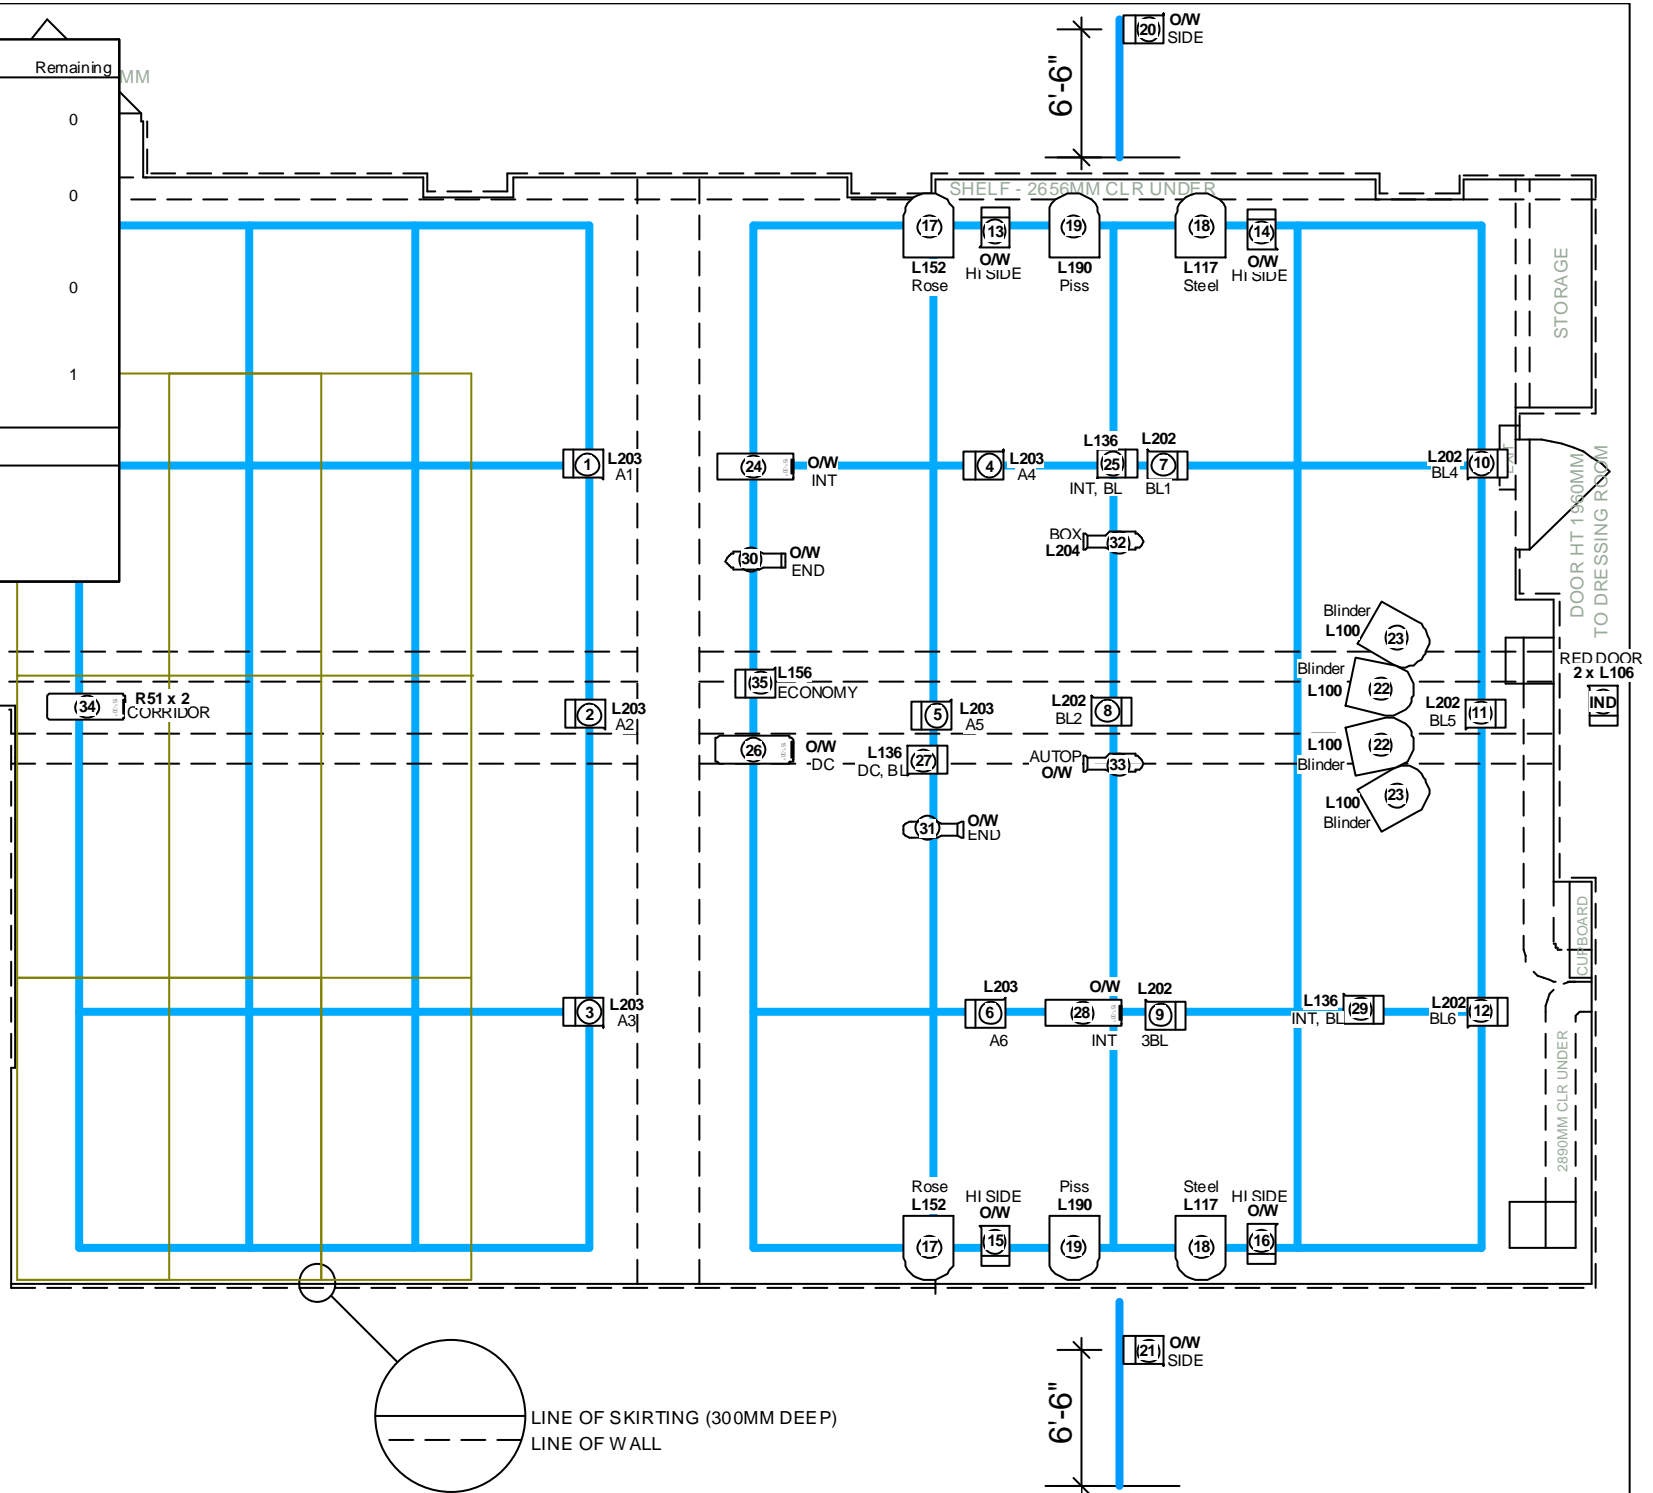 20 O/W
SIDE
6'-6"
Remaining
MM
0
0
0
1
SHELF - 2656MM CLR UNDER
17
13
19
18
14
L152
Rose
O/W
HI SIDE
L190
Piss
L117
Steel
O/W
HI SIDE
STORAGE
1 L203
A1
24 O/W
INT
4 L203
A4
L136
25
INT, BL
L202
7
BL1
L202
BL4
10
30 O/W
END
BOX
L204
32
DOOR HT 1960MM
TO DRESSING ROOM
Blinder
L100
23
Blinder
L100
22
RED DOOR
2 x L106
IND
34 R51 x 2
CORRIDOR
2 L203
A2
35 L156
ECONOMY
5 L203
A5
L202
BL2
8
L202
BL5
11
26 O/W
DC
L136
DC, BL
27
AUTOP
O/W
33
L100
Blinder
22
L100
Blinder
23
31 O/W
END
CUPBOARD
3 L203
A3
L203
6
A6
O/W
28
INT
L202
9
3BL
L136
INT, BL
29
L202
BL6
12
2890MM CLR UNDER
Rose
L152
17
HI SIDE
O/W
15
Piss
L190
19
Steel
L117
18
HI SIDE
O/W
16
21 O/W
SIDE
6'-6"
LINE OF SKIRTING (300MM DEEP)
LINE OF WALL